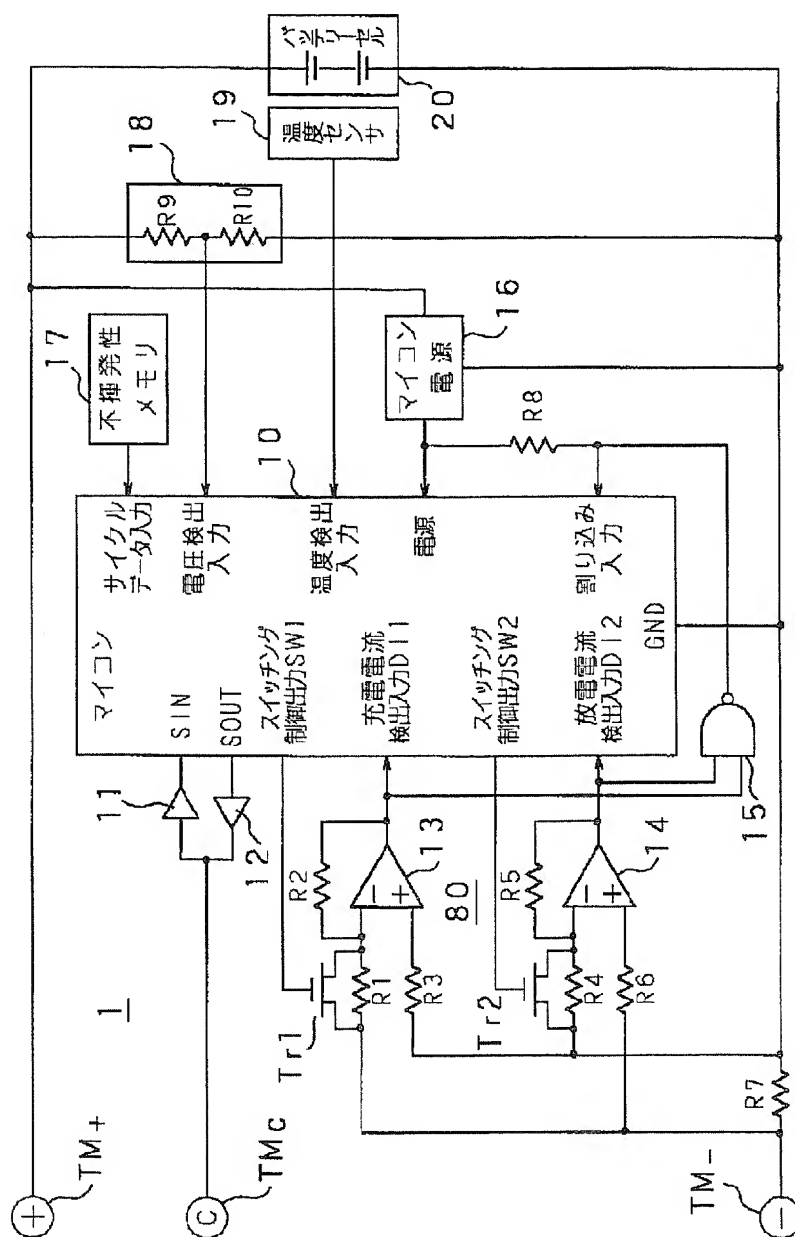 1
TM+
TMC
TM-
マイコン
10
SIN
SOUT
11
12
サイクル
データ入力
電圧検出
入力
温度検出
入力
電源
割り込み
入力
スイッチング
制御出力SW1
充電電流
検出入力DI1
スイッチング
制御出力SW2
放電電流
検出入力DI2
GND
不揮発性
メモリ
17
18
R9
R10
温度センサ
19
バッテリーセル
20
マイコン
電源
16
R8
15
Tr1
R1
R2
R3
13
80
Tr2
R4
R5
R6
14
R7
+
C
-